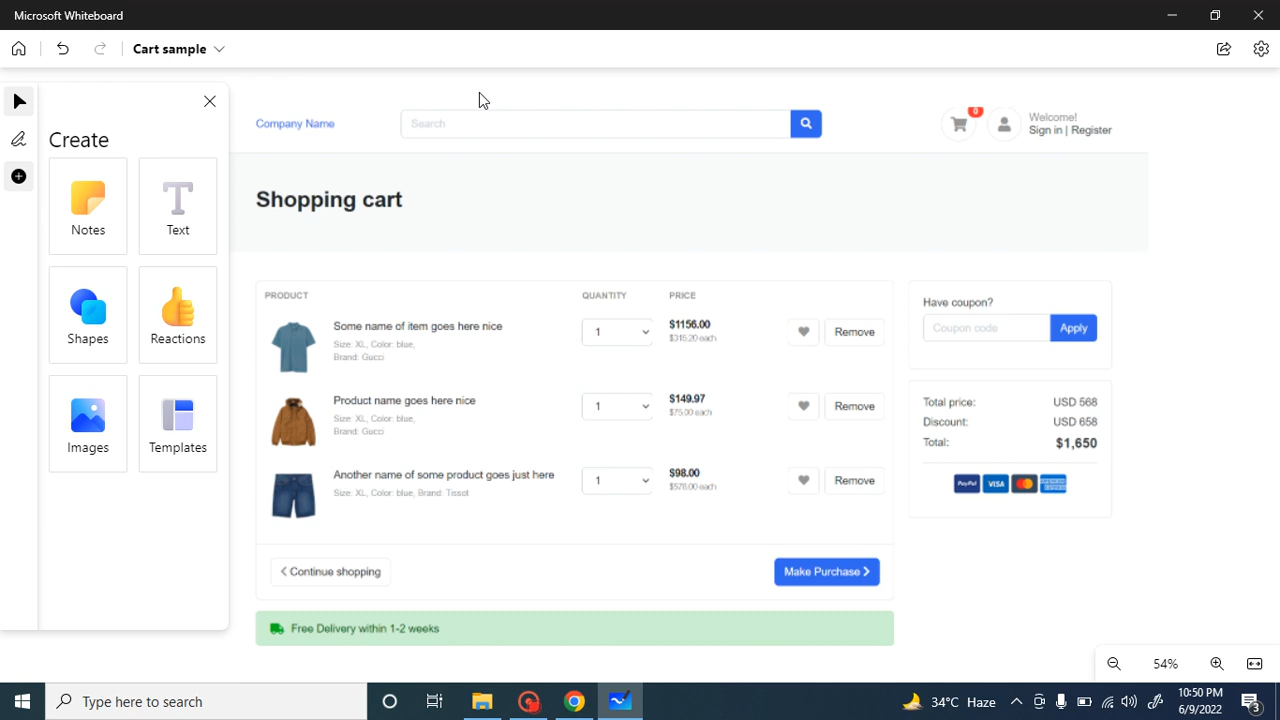 Microsoft Whiteboard
Cart sample
Create
Notes
Text
Shapes
Reactions
Images
Templates
Company Name
Search
0
Welcome!
Sign in | Register
Shopping cart
PRODUCT QUANTITY PRICE
Some name of item goes here nice
Size: XL, Color: blue,
Brand: Gucci
1
$1156.00
$315.20 each
Remove
Product name goes here nice
Size: XL, Color: blue,
Brand: Gucci
1
$149.97
$75.00 each
Remove
Another name of some product goes just here
Size: XL, Color: blue, Brand: Tissot
1
$98.00
$578.00 each
Remove
Continue shopping
Make Purchase
Free Delivery within 1-2 weeks
Have coupon?
Coupon code
Apply
Total price: USD 568
Discount: USD 658
Total: $1,650
PayPal VISA
54%
Type here to search
34°C Haze
10:50 PM
6/9/2022
3